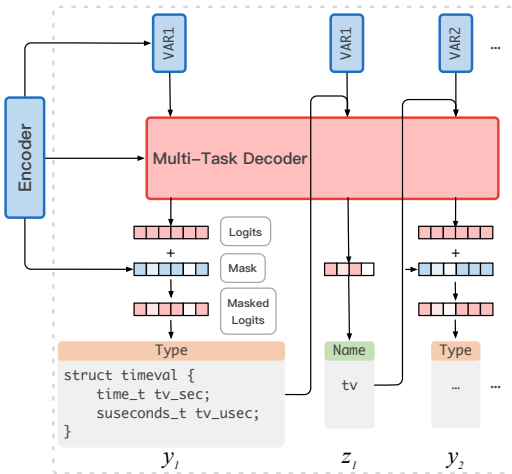 VAR1
VAR1
VAR2
...
Encoder
Multi-Task Decoder
Logits
+
+
Mask
Masked
Logits
Type
Name
Type
struct timeval {
    time_t tv_sec;
    suseconds_t tv_usec;
}
tv
...
...
y1
z1
y2